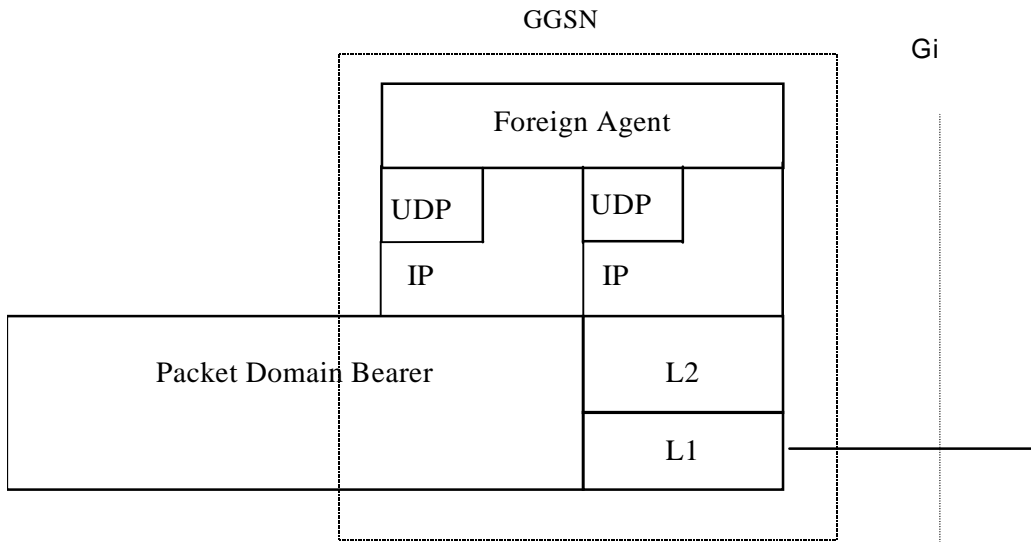 GGSN
Gi
Foreign Agent
UDP
UDP
IP
IP
Packet Domain Bearer
L2
L1